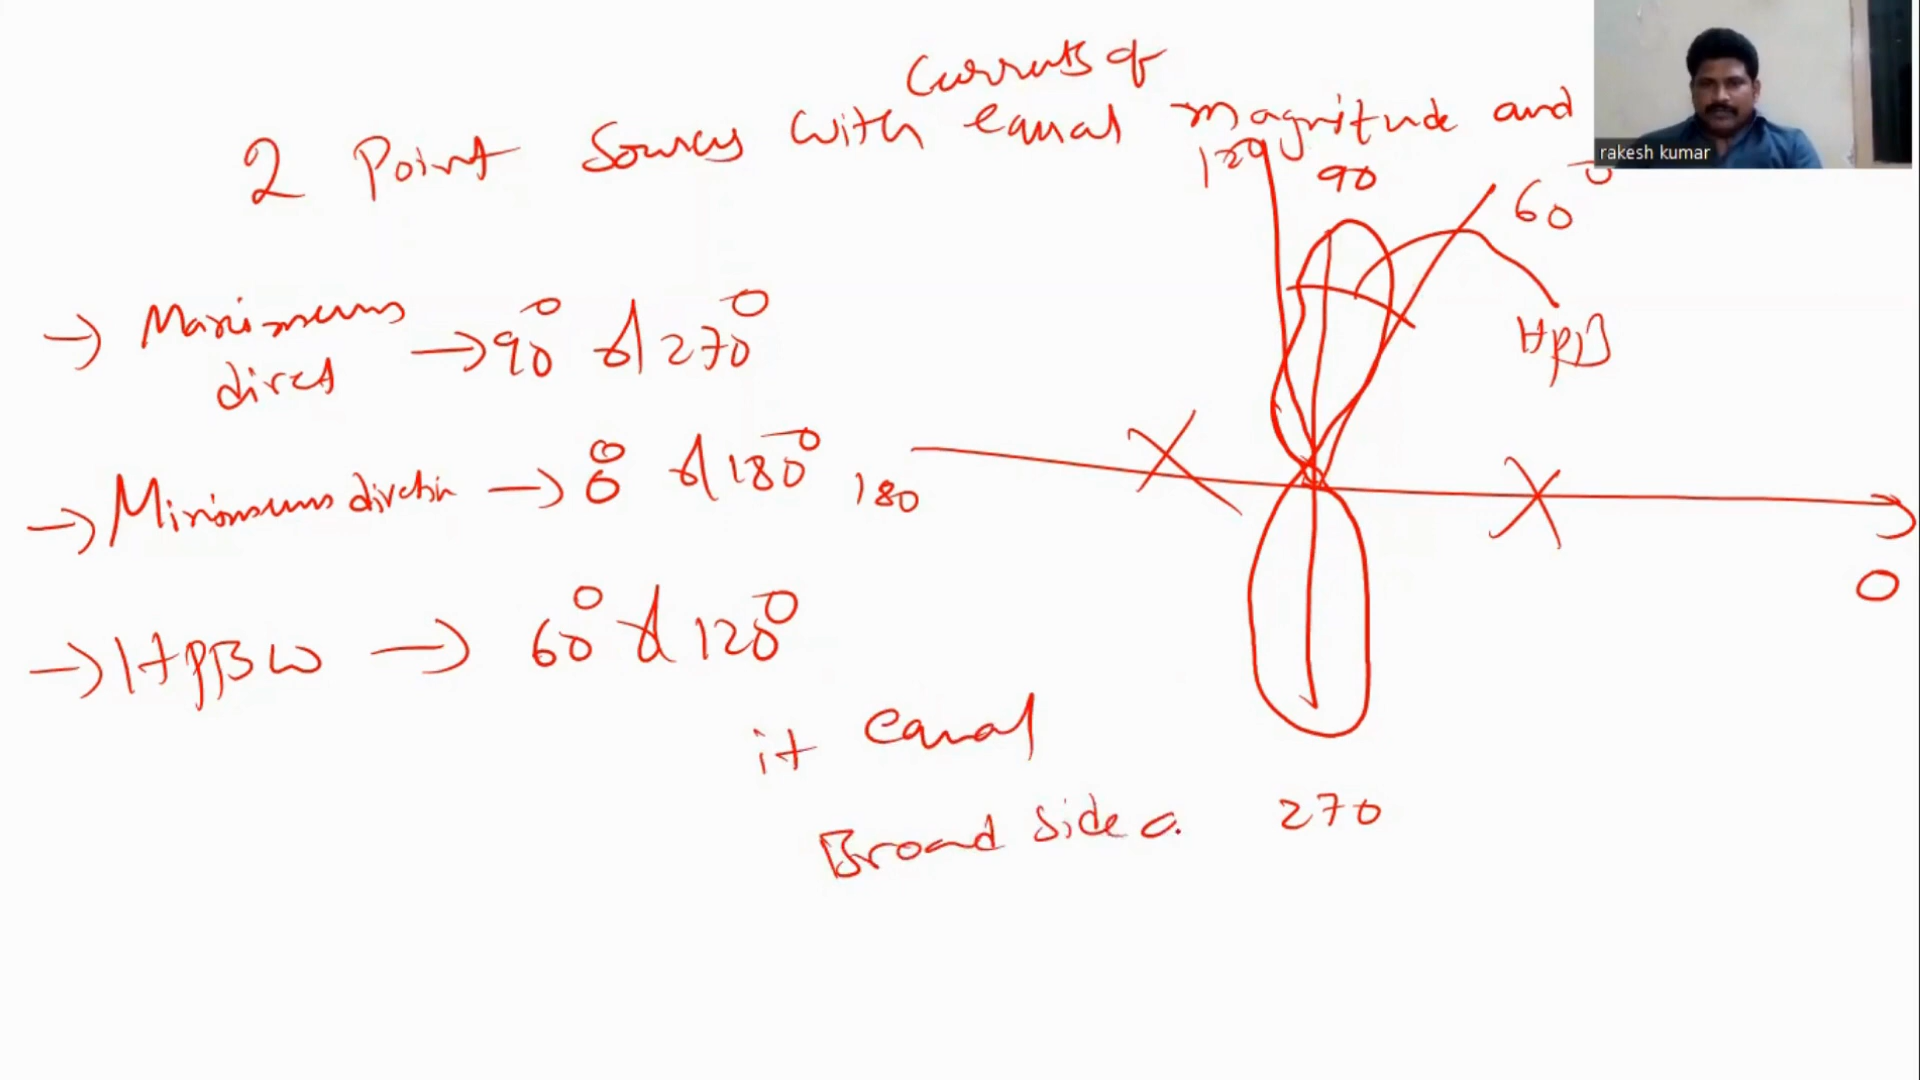 Currents of
2 Point Sources with Equal magnitude and
rakesh kumar
120
90
60°
→ Maximum
direct → 90° & 270°
HPB
→ Minimum direction → 0° & 180°
180
0
→ HPBW → 60° & 120°
it equal
Broad side a
270